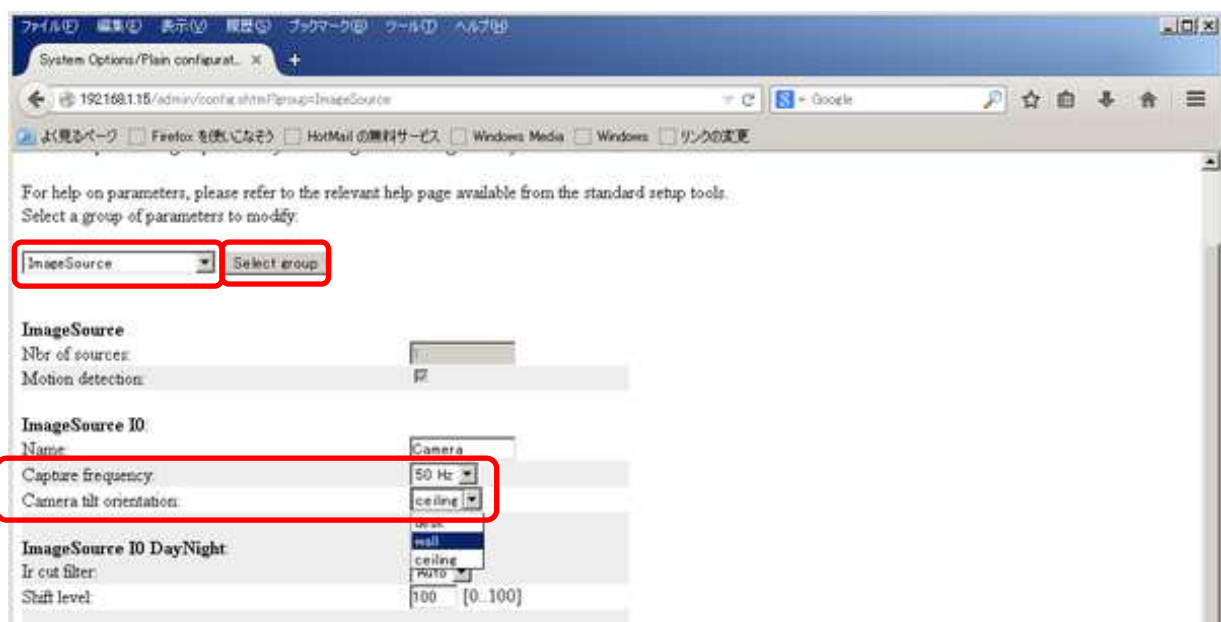 ファイル(F) 編集(E) 表示(V) 履歴(S) ブックマーク(B) ツール(T) ヘルプ(H)
System Options/Plain configurat... ×
+
192.168.1.15/admin/config.shtml?group=ImageSource
Google
よく見るページ Firefox を使いこなそう HotMail の無料サービス Windows Media Windows リンクの変更
For help on parameters, please refer to the relevant help page available from the standard setup tools.
Select a group of parameters to modify:
ImageSource Select group
ImageSource
Nbr of sources: 1
Motion detection:
ImageSource I0:
Name: Camera
Capture frequency: 50 Hz
Camera tilt orientation: ceiling
desk
wall
ImageSource I0 DayNight:
ceiling
Ir cut filter: Auto
Shift level: 100 [0..100]